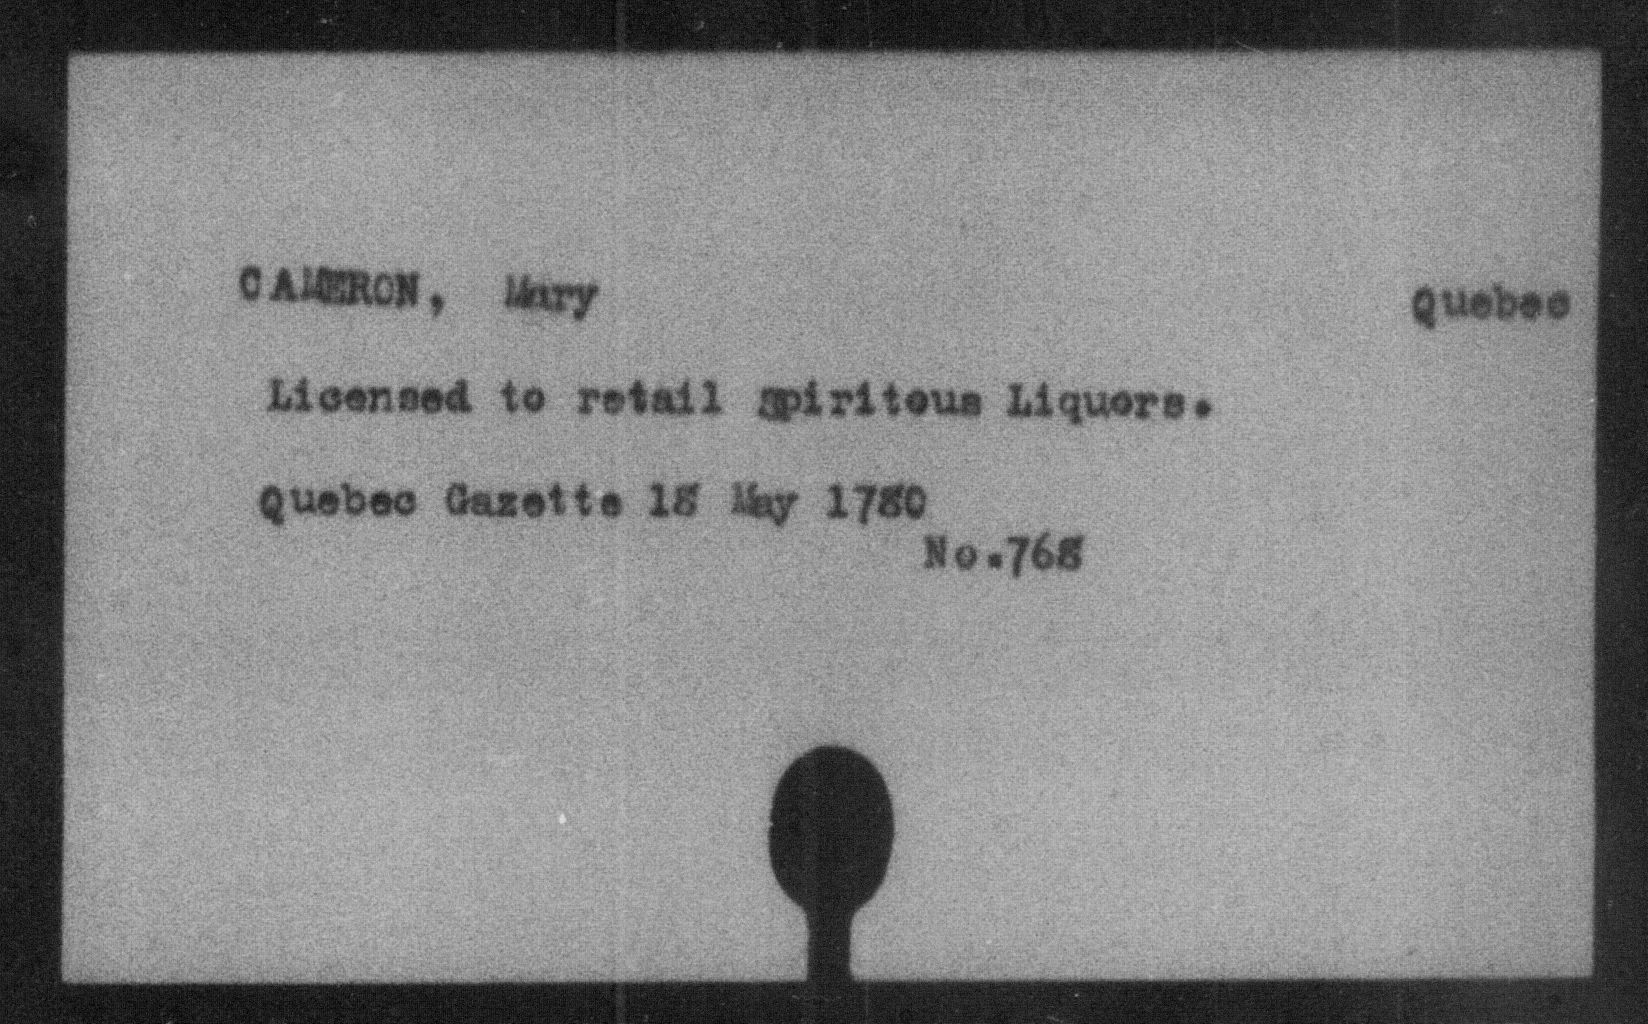 CAMERON, Mary Quebec
Licensed to retail spiritous Liquors.
Quebec Gazette 18 May 1780
No.768